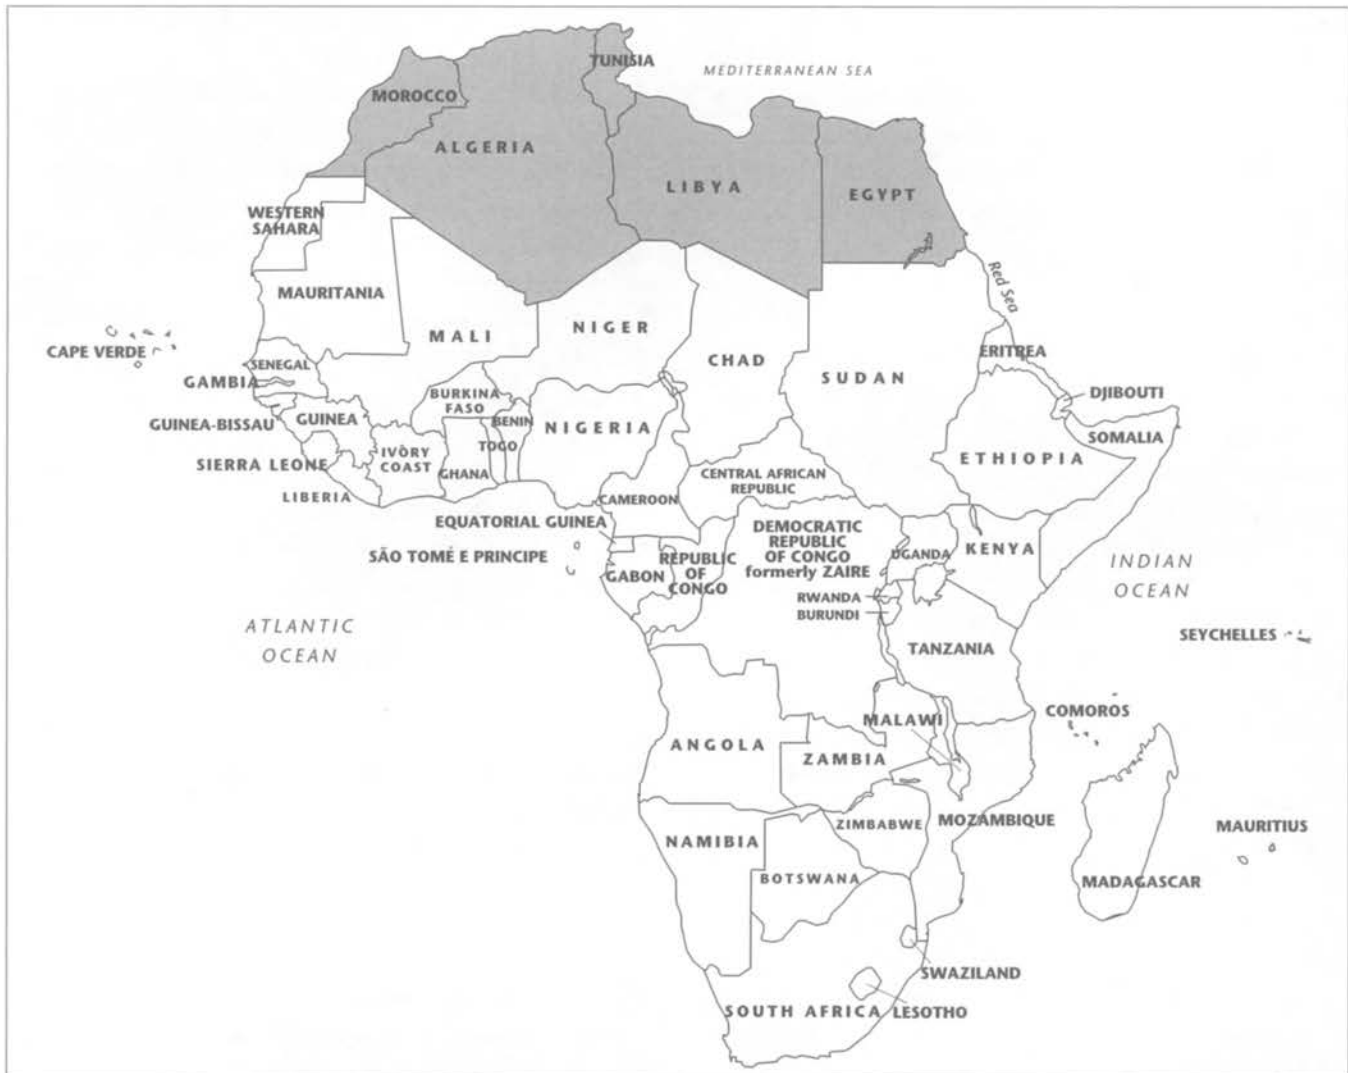 TUNISIA
MEDITERRANEAN SEA
MOROCCO
ALGERIA
LIBYA
EGYPT
WESTERN
SAHARA
Red Sea
MAURITANIA
MALI
NIGER
CHAD
SUDAN
ERITREA
CAPE VERDE
SENEGAL
GAMBIA
BURKINA
FASO
DJIBOUTI
GUINEA-BISSAU
GUINEA
BENIN
NIGERIA
SOMALIA
SIERRA LEONE
IVORY
COAST
GHANA
TOGO
ETHIOPIA
LIBERIA
CENTRAL AFRICAN
REPUBLIC
CAMEROON
EQUATORIAL GUINEA
DEMOCRATIC
REPUBLIC
OF CONGO
formerly ZAIRE
UGANDA
KENYA
SÃO TOMÉ E PRINCIPE
GABON
REPUBLIC
OF
CONGO
INDIAN
OCEAN
RWANDA
BURUNDI
ATLANTIC
OCEAN
TANZANIA
SEYCHELLES
COMOROS
MALAWI
ANGOLA
ZAMBIA
MOZAMBIQUE
ZIMBABWE
NAMIBIA
MAURITIUS
BOTSWANA
MADAGASCAR
SWAZILAND
SOUTH AFRICA
LESOTHO